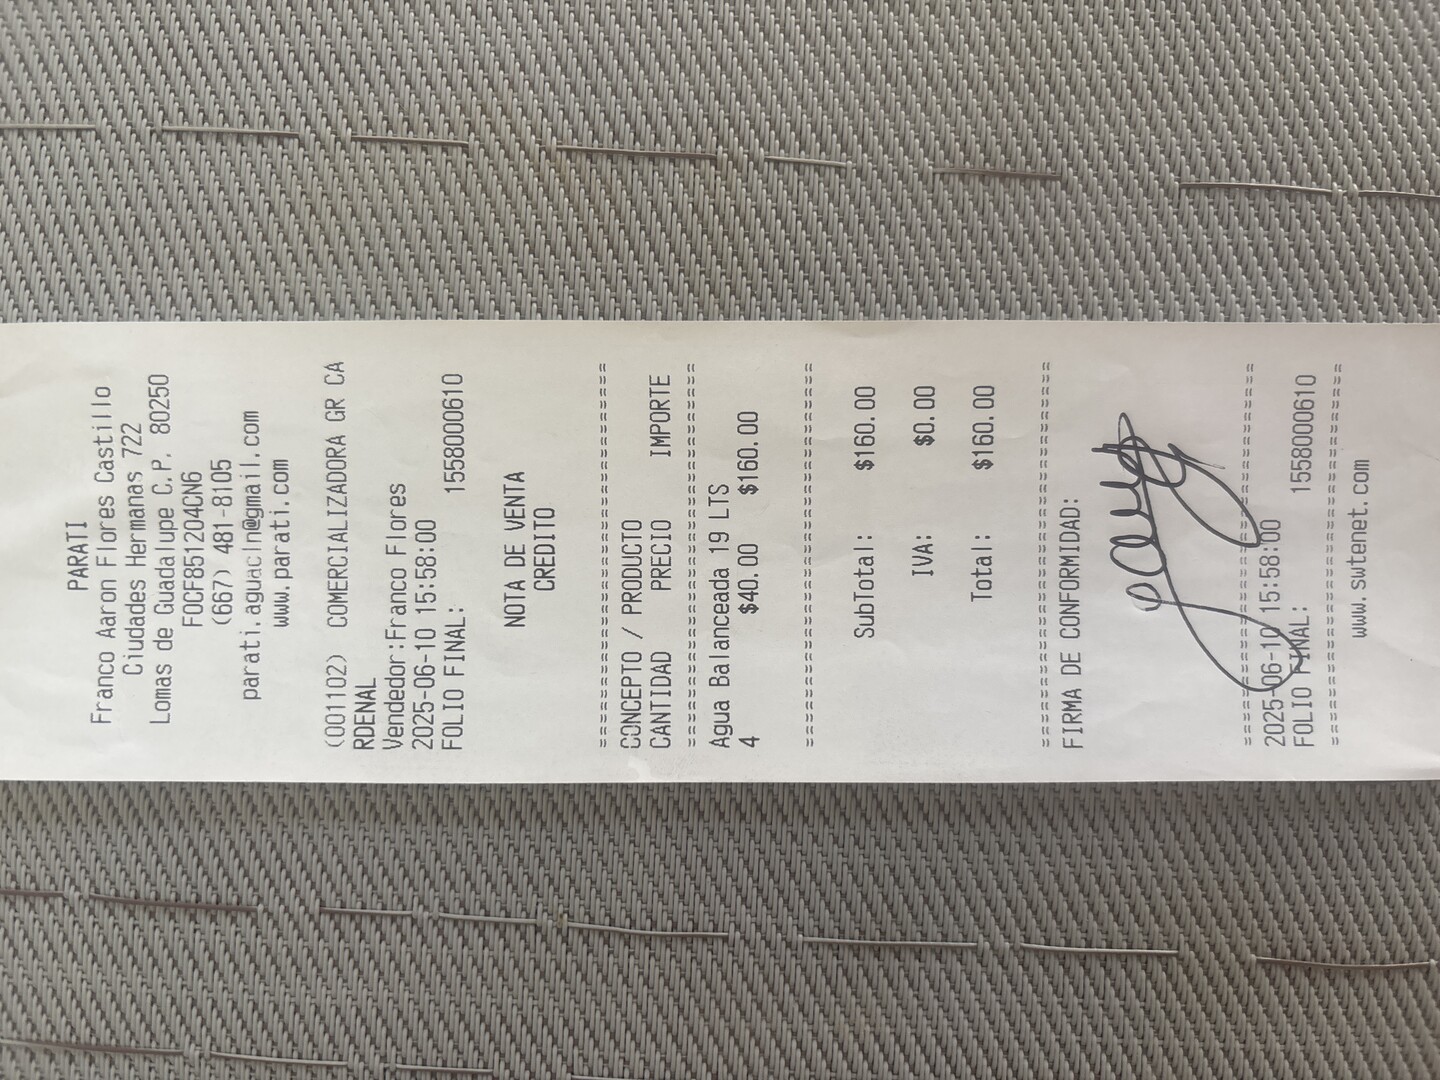 PARATI
Franco Aaron Flores Castillo
Ciudades Hermanas 722
Lomas de Guadalupe C.P. 80250
FOCF851204CN6
(667) 481-8105
parati.aguacln@gmail.com
www.parati.com
(001102) COMERCIALIZADORA GR CA
RDENAL
Vendedor:Franco Flores
2025-06-10 15:58:00
FOLIO FINAL: 1558000610
NOTA DE VENTA
CREDITO
================================
CONCEPTO / PRODUCTO
CANTIDAD PRECIO IMPORTE
================================
Agua Balanceada 19 LTS
4 $40.00 $160.00
================================
SubTotal: $160.00
IVA: $0.00
Total: $160.00
================================
FIRMA DE CONFORMIDAD:
================================
2025-06-10 15:58:00
FOLIO FINAL: 1558000610
================================
www.sutenet.com